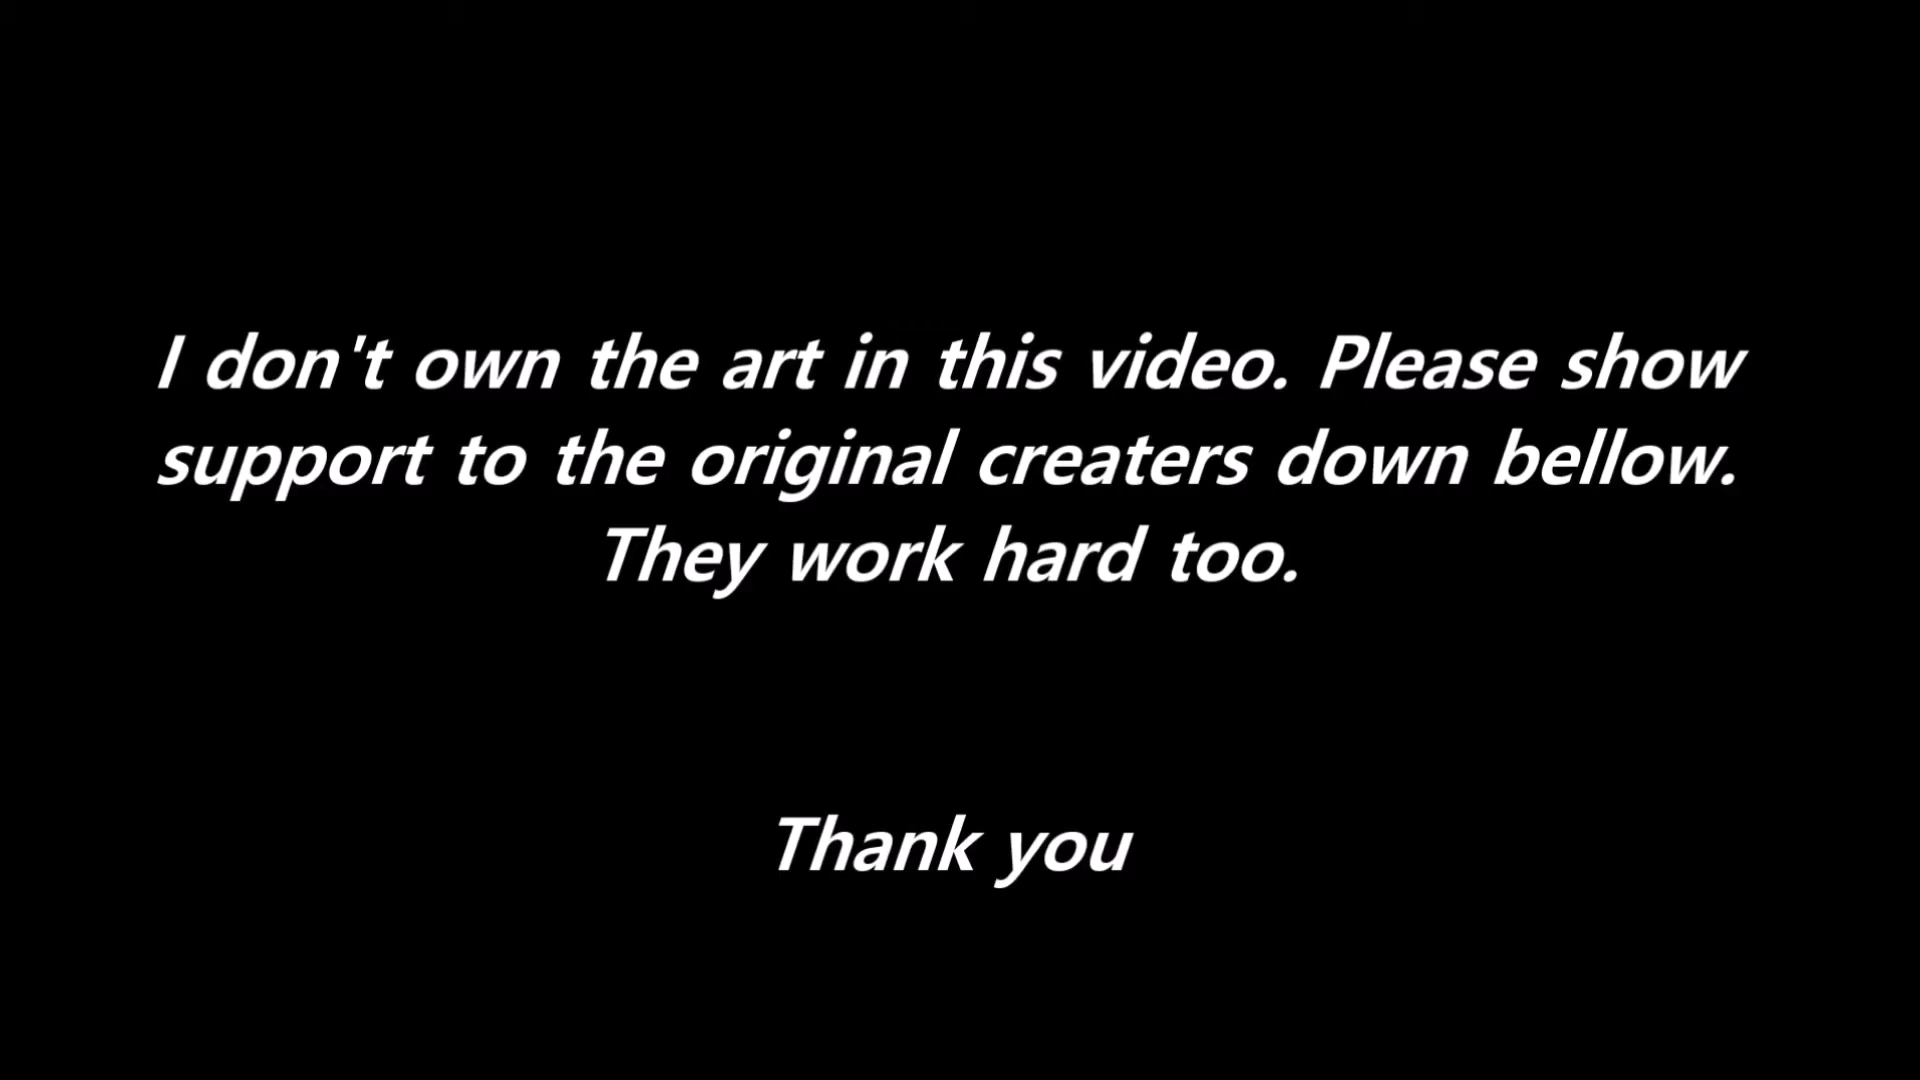 I don't own the art in this video. Please show
support to the original creaters down bellow.
They work hard too.
Thank you